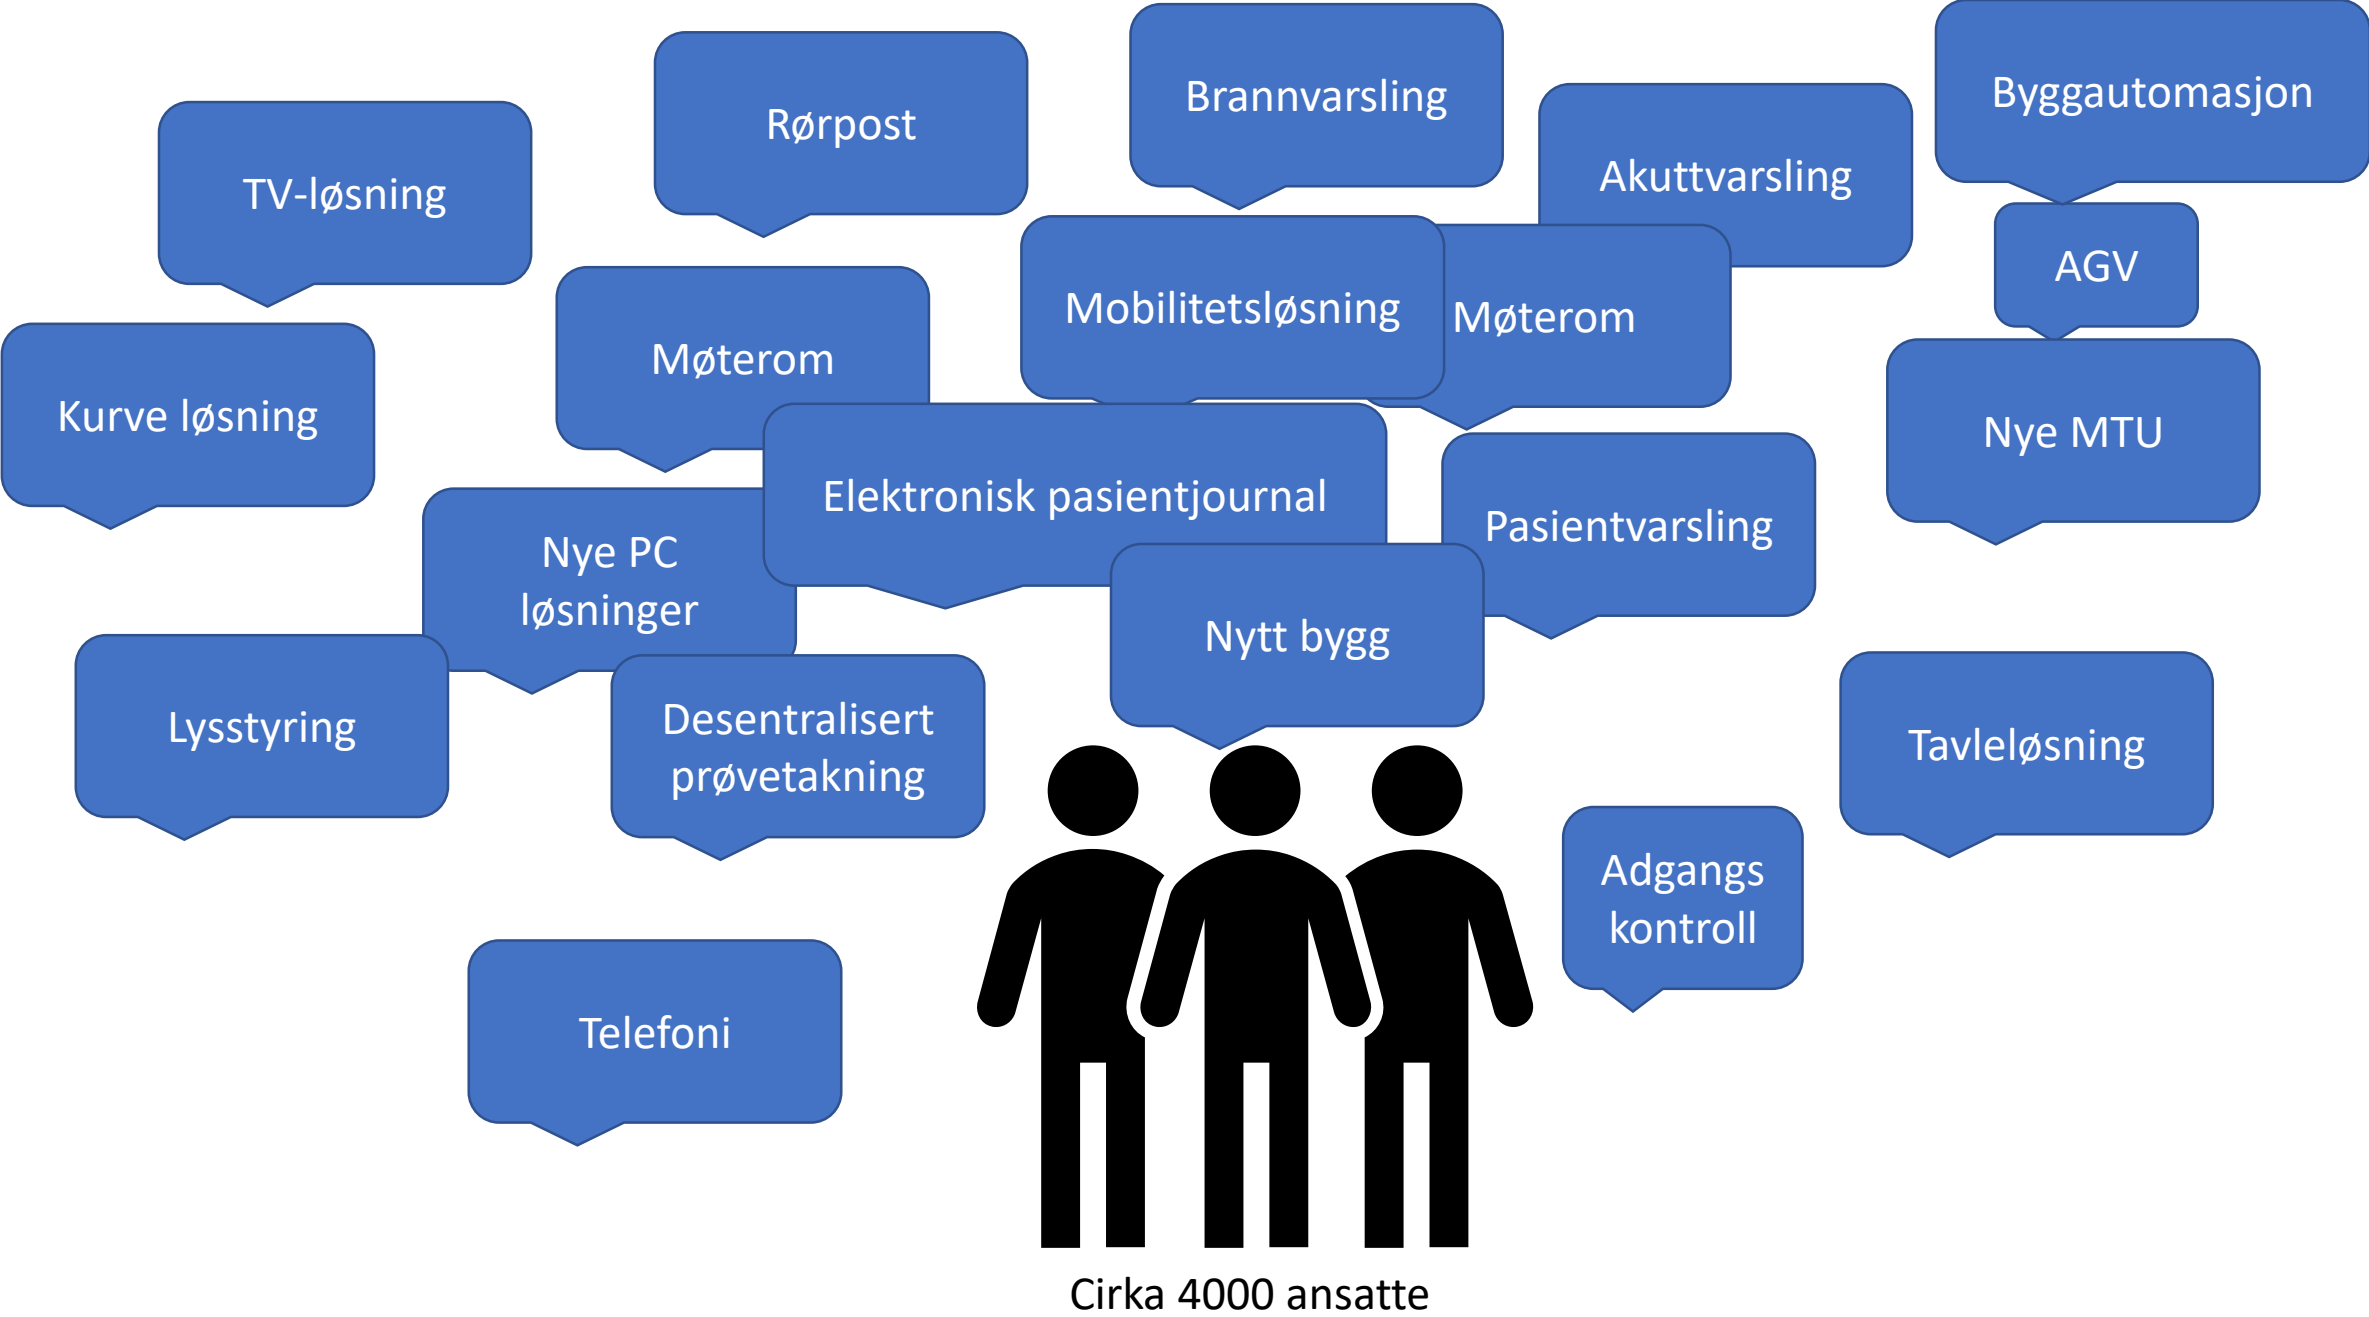 Brannvarsling
Byggautomasjon
Rørpost
Akuttvarsling
TV-løsning
AGV
Mobilitetsløsning
Møterom
Møterom
Kurve løsning
Nye MTU
Elektronisk pasientjournal
Pasientvarsling
Nye PC
løsninger
Nytt bygg
Lysstyring
Desentralisert
prøvetakning
Tavleløsning
Adgangs
kontroll
Telefoni
Cirka 4000 ansatte